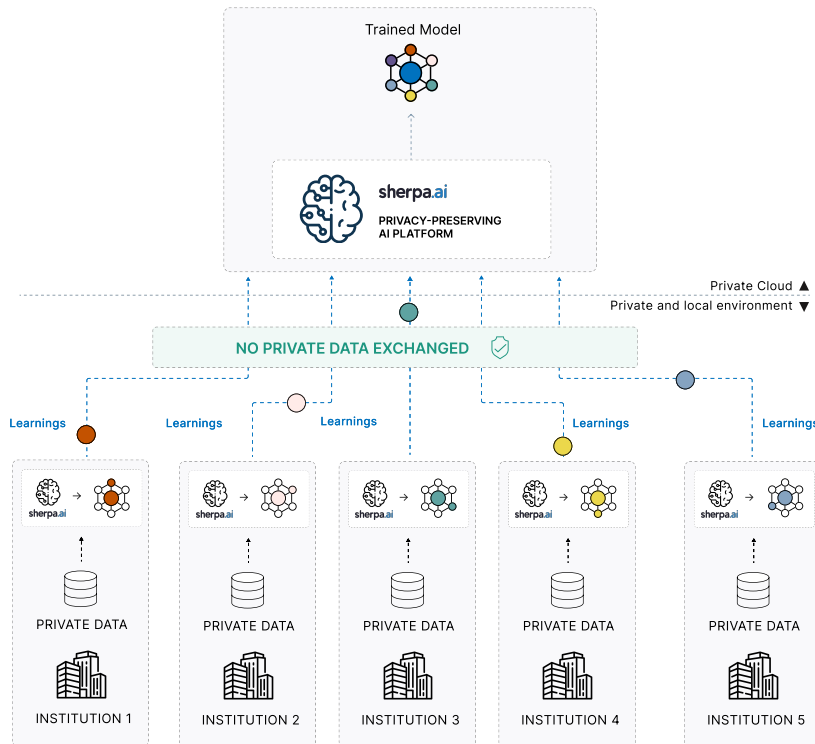 Trained Model
sherpa.ai
PRIVACY-PRESERVING
AI PLATFORM
Private Cloud ▲
Private and local environment ▼
NO PRIVATE DATA EXCHANGED
Learnings
Learnings
Learnings
Learnings
Learnings
sherpa.ai
sherpa.ai
sherpa.ai
sherpa.ai
sherpa.ai
PRIVATE DATA
PRIVATE DATA
PRIVATE DATA
PRIVATE DATA
PRIVATE DATA
INSTITUTION 1
INSTITUTION 2
INSTITUTION 3
INSTITUTION 4
INSTITUTION 5